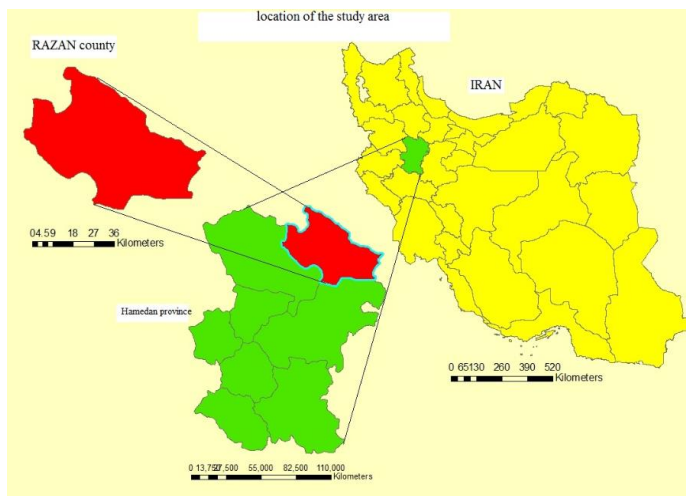 location of the study area
RAZAN county
IRAN
04.59 18 27 36
Kilometers
Hamedan province
0 65130 260 390 520
Kilometers
0 13,7527,500 55,000 82,500 110,000
Kilometers